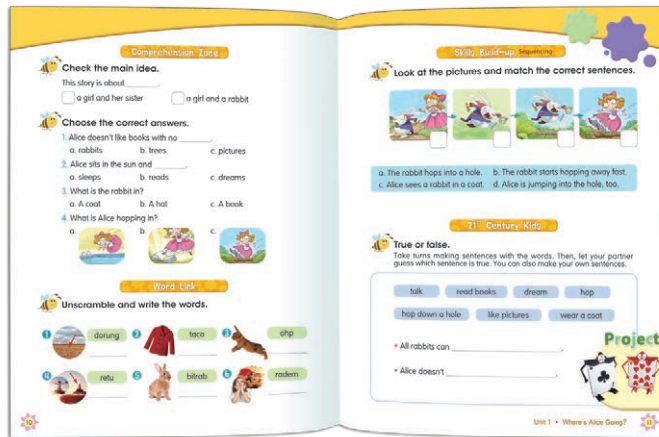 Comprehension Zone
Check the main idea.
This story is about ______.
a girl and her sister a girl and a rabbit
Choose the correct answers.
1. Alice doesn't like books with no ______.
a. rabbits b. trees c. pictures
2. Alice sits in the sun and ______.
a. sleeps b. reads c. dreams
3. What is the rabbit in?
a. A coat b. A hat c. A book
4. What is Alice hopping in?
a. b. c.
Word Link
Unscramble and write the words.
1 dorung 2 taco 3 ohp
4 retu 5 bitrab 6 radem
10
Skills Build-up Sequencing
Look at the pictures and match the correct sentences.
a. The rabbit hops into a hole. b. The rabbit starts hopping away fast.
c. Alice sees a rabbit in a coat. d. Alice is jumping into the hole, too.
21st Century Kids
True or false.
Take turns making sentences with the words. Then, let your partner
guess which sentence is true. You can also make your own sentences.
talk read books dream hop
hop down a hole like pictures wear a coat
• All rabbits can ______.
• Alice doesn't ______.
Project
Unit 1 • Where's Alice Going? 11